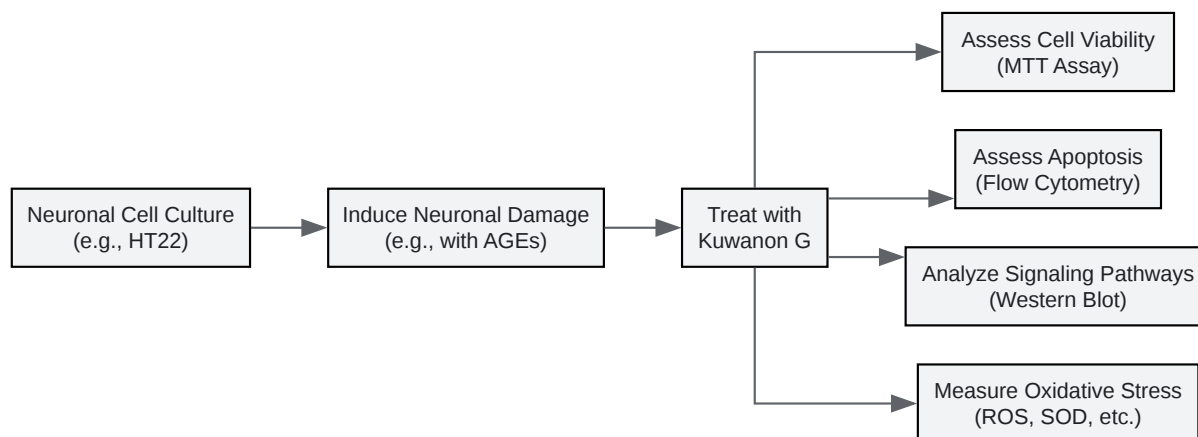 Neuronal Cell Culture
(e.g., HT22)
Induce Neuronal Damage
(e.g., with AGEs)
Treat with
Kuwanon G
Assess Cell Viability
(MTT Assay)
Assess Apoptosis
(Flow Cytometry)
Analyze Signaling Pathways
(Western Blot)
Measure Oxidative Stress
(ROS, SOD, etc.)